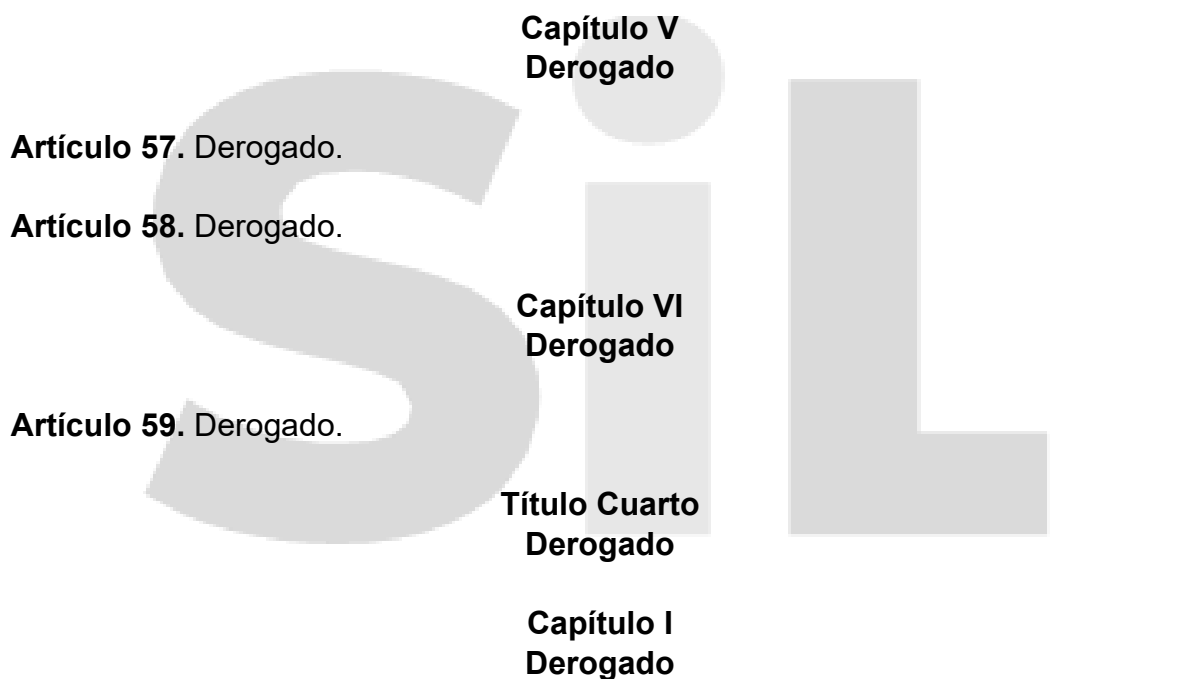 Capítulo V
Derogado
Artículo 57. Derogado.
Artículo 58. Derogado.
Capítulo VI
Derogado
Artículo 59. Derogado.
Título Cuarto
Derogado
Capítulo I
Derogado
SiL